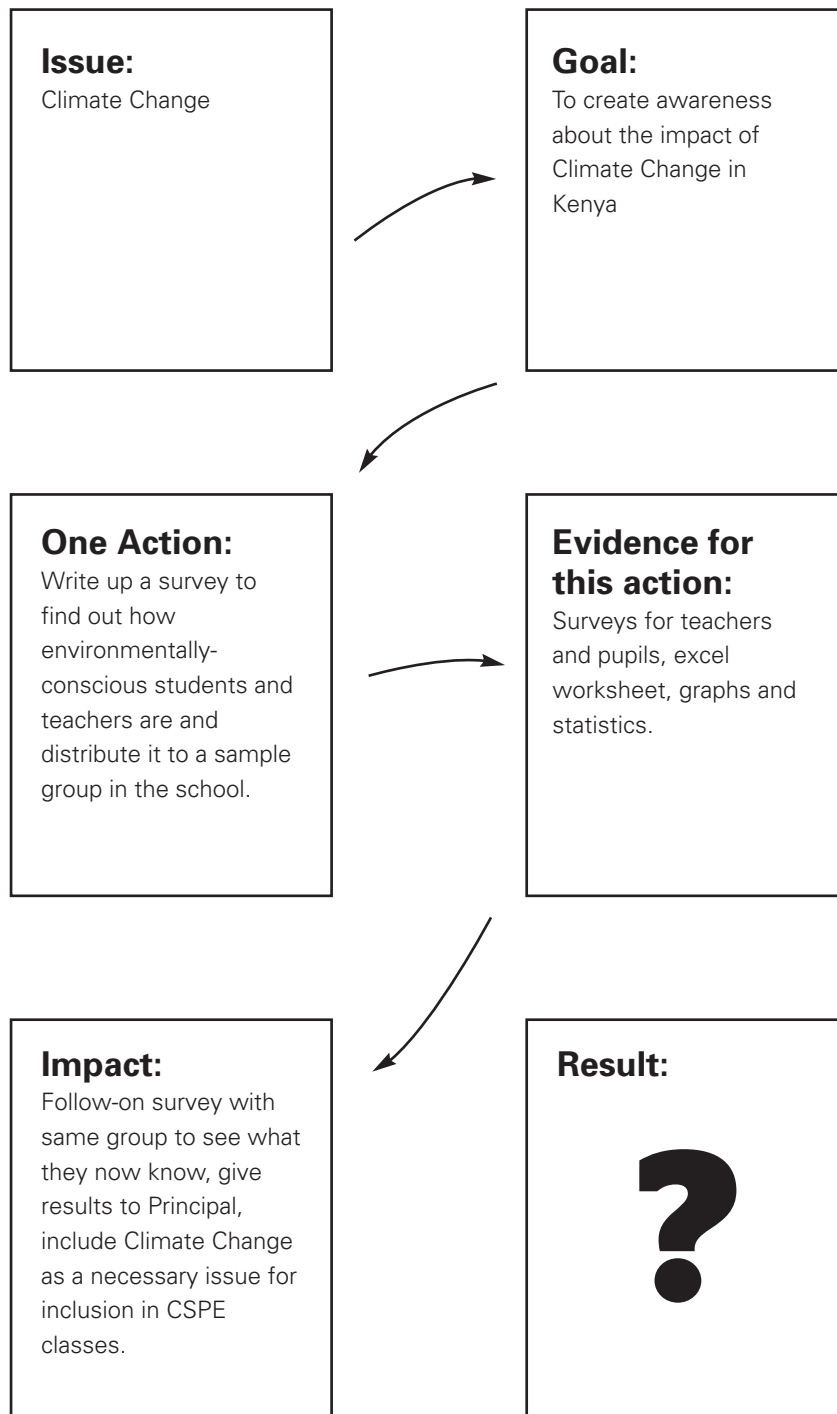 Issue:
Climate Change
Goal:
To create awareness
about the impact of
Climate Change in
Kenya
One Action:
Write up a survey to
find out how
environmentally-
conscious students and
teachers are and
distribute it to a sample
group in the school.
Evidence for
this action:
Surveys for teachers
and pupils, excel
worksheet, graphs and
statistics.
Impact:
Follow-on survey with
same group to see what
they now know, give
results to Principal,
include Climate Change
as a necessary issue for
inclusion in CSPE
classes.
Result:
?